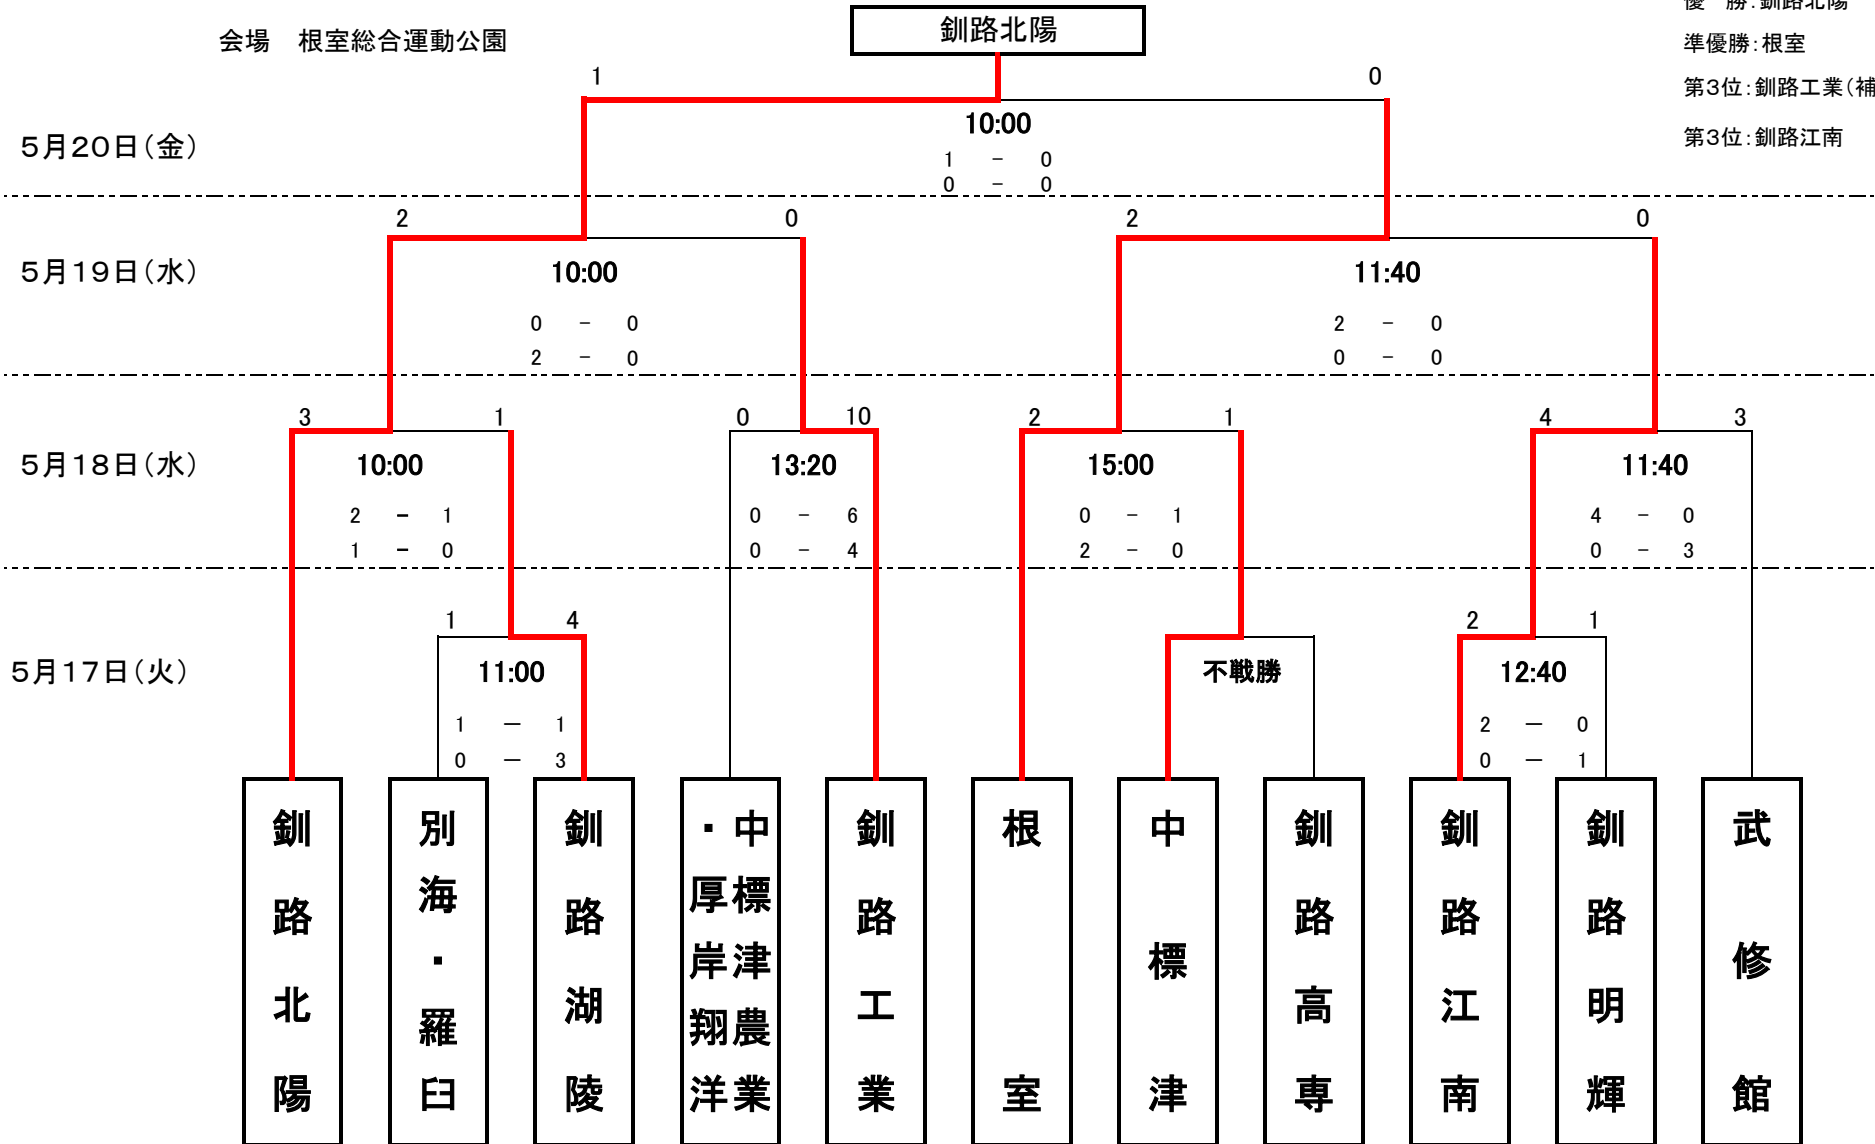 優　勝：釧路北陽
会場　根室総合運動公園
釧路北陽
準優勝：根室
第3位：釧路工業（補
第3位：釧路江南
1 0
5月20日（金）
10:00
1 - 0
0 - 0
2 0 2 0
5月19日（水）
10:00 11:40
0 - 0 2 - 0
2 - 0 0 - 0
3 1 0 10 2 1 4 3
5月18日（水）
10:00 13:20 15:00 11:40
2 - 1 0 - 6 0 - 1 4 - 0
1 - 0 0 - 4 2 - 0 0 - 3
1 4 2 1
5月17日（火）
11:00 不戦勝 12:40
1 － 1 2 － 0
0 － 3 0 － 1
釧路北陽
別海・羅臼
釧路湖陵
中標津農業
・厚岸翔洋
釧路工業
根室
中標津
釧路高専
釧路江南
釧路明輝
武修館